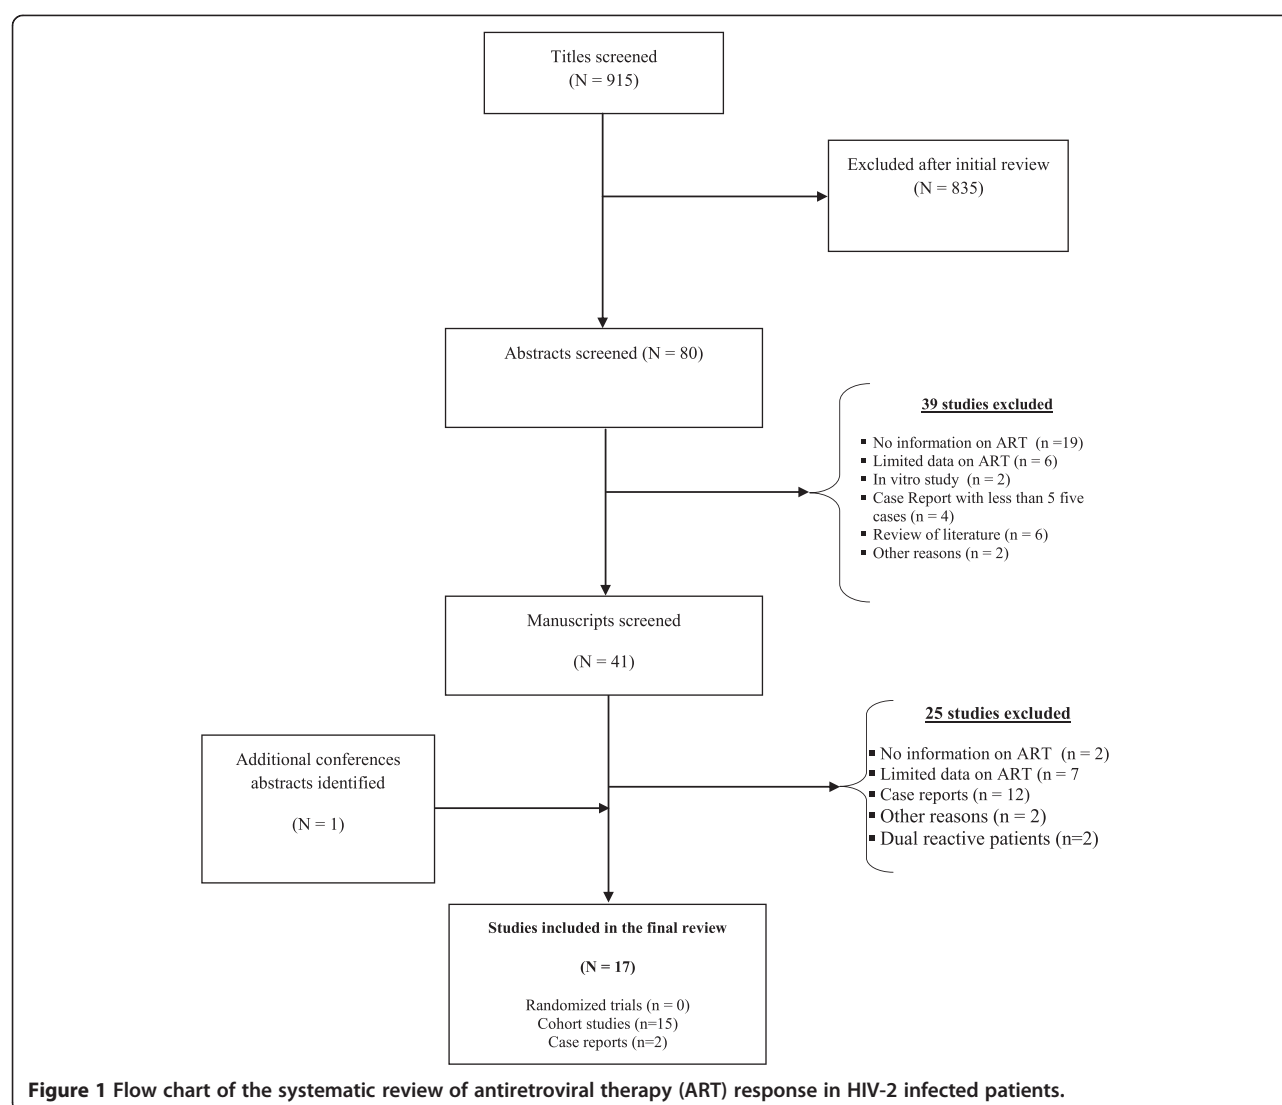 Titles screened
(N = 915)
Excluded after initial review
(N = 835)
Abstracts screened (N = 80)
39 studies excluded
▪ No information on ART (n =19)
▪ Limited data on ART (n = 6)
▪ In vitro study (n = 2)
▪ Case Report with less than 5 five
cases (n = 4)
▪ Review of literature (n = 6)
▪ Other reasons (n = 2)
Manuscripts screened
(N = 41)
25 studies excluded
▪ No information on ART (n = 2)
▪ Limited data on ART (n = 7
▪ Case reports (n = 12)
▪ Other reasons (n = 2)
▪ Dual reactive patients (n=2)
Additional conferences
abstracts identified
(N = 1)
Studies included in the final review
(N = 17)
Randomized trials (n = 0)
Cohort studies (n=15)
Case reports (n=2)
Figure 1 Flow chart of the systematic review of antiretroviral therapy (ART) response in HIV-2 infected patients.